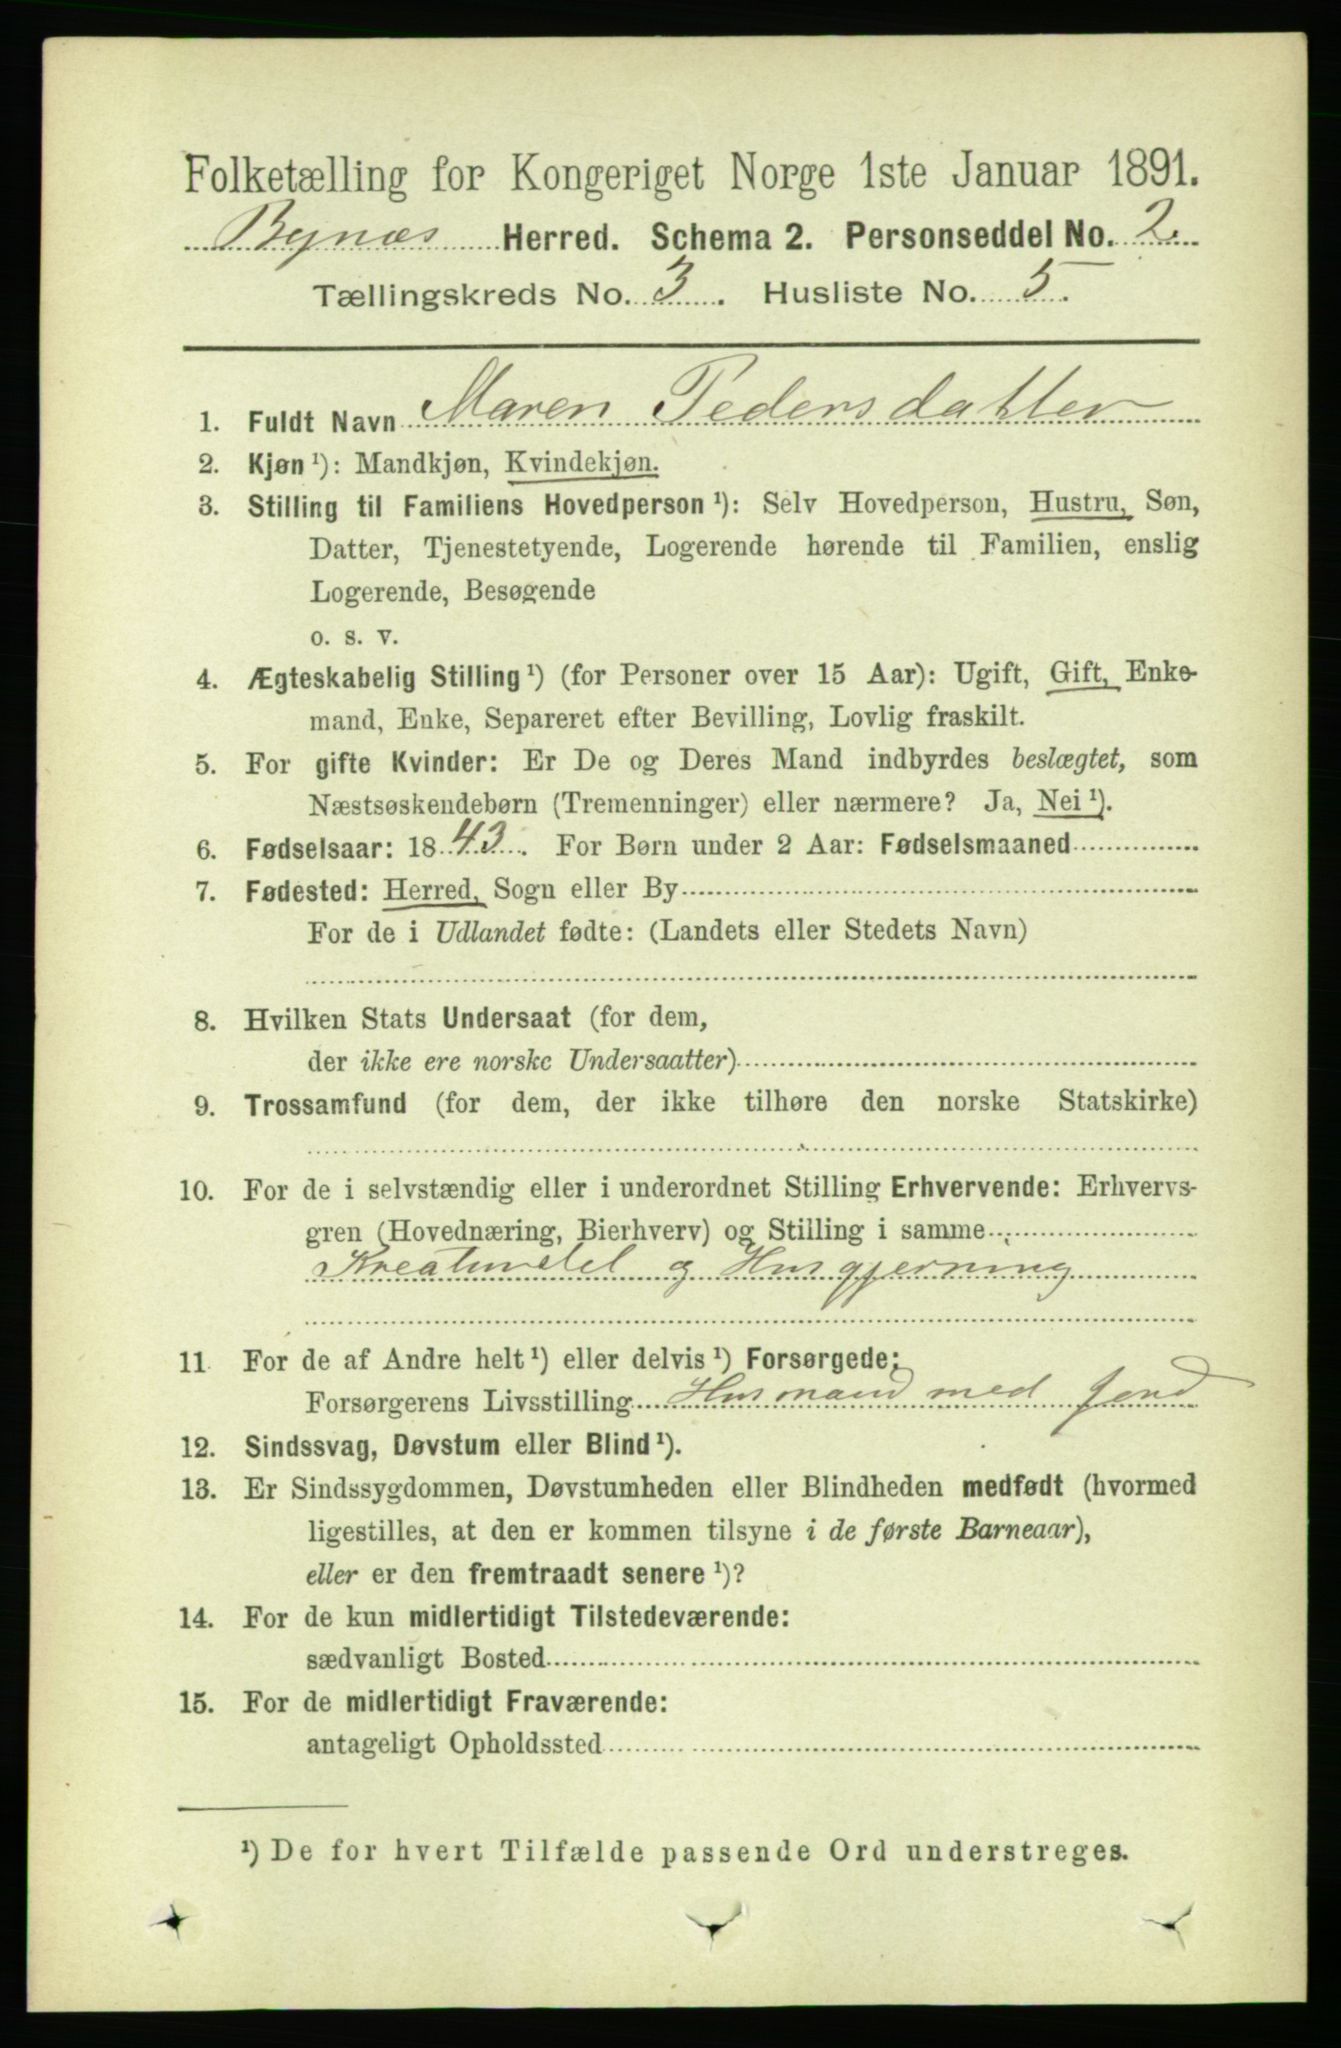 Folketælling for Kongeriget Norge 1ste Januar 1891.
Bynæs Herred. Schema 2. Personseddel No. 2.
Tællingskreds No. 3. Husliste No. 5.
1. Fuldt Navn Maren Pedersdatter
2. Kjøn ¹): Mandkjøn, Kvindekjøn.
3. Stilling til Familiens Hovedperson ¹): Selv Hovedperson, Hustru, Søn,
Datter, Tjenestetyende, Logerende hørende til Familien, enslig
Logerende, Besøgende
o. s. v.
4. Ægteskabelig Stilling ¹) (for Personer over 15 Aar): Ugift, Gift, Enke-
mand, Enke, Separeret efter Bevilling, Lovlig fraskilt.
5. For gifte Kvinder: Er De og Deres Mand indbyrdes beslægtet, som
Næstsøskendebørn (Tremenninger) eller nærmere? Ja, Nei ¹).
6. Fødselsaar: 1843. For Børn under 2 Aar: Fødselsmaaned
7. Fødested: Herred, Sogn eller By
For de i Udlandet fødte: (Landets eller Stedets Navn)
8. Hvilken Stats Undersaat (for dem,
der ikke ere norske Undersaatter)
9. Trossamfund (for dem, der ikke tilhøre den norske Statskirke)
10. For de i selvstændig eller i underordnet Stilling Erhvervende: Erhvervs-
gren (Hovednæring, Bierhverv) og Stilling i samme
Kreaturstel og Husgjerning
11 For de af Andre helt ¹) eller delvis ¹) Forsørgede:
Forsørgerens Livsstilling Husmand med Jord
12. Sindssvag, Døvstum eller Blind ¹).
13. Er Sindssygdommen, Døvstumheden eller Blindheden medfødt (hvormed
ligestilles, at den er kommen tilsyne i de første Barneaar),
eller er den fremtraadt senere ¹)?
14. For de kun midlertidigt Tilstedeværende:
sædvanligt Bosted
15. For de midlertidigt Fraværende:
antageligt Opholdssted
¹) De for hvert Tilfælde passende Ord understreges.